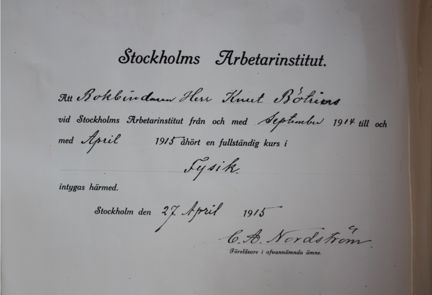 Stockholms Arbetarinstitut.
Att Bokbindaren Herr Knut
vid Stockholms Arbetarinstitut från och med September 1914 till och
med April 1915 åhört en fullständig kurs i
Fysik.
intygas härmed.
Stockholm den 27 April 1915
C. A. Nordström.
Föreläsare i ofvannämnda ämne.